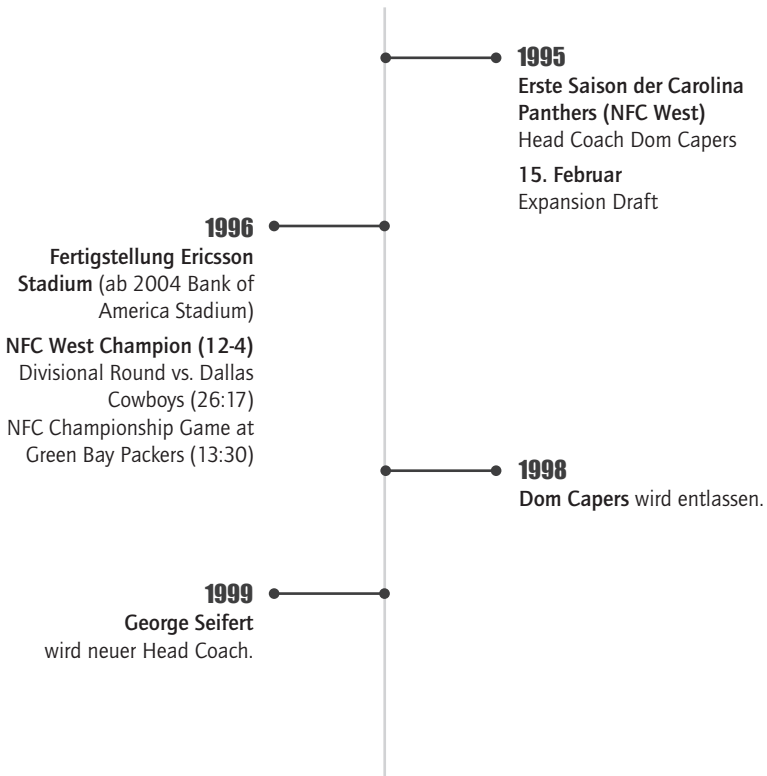 1995
Erste Saison der Carolina
Panthers (NFC West)
Head Coach Dom Capers
15. Februar
Expansion Draft
1996
Fertigstellung Ericsson
Stadium (ab 2004 Bank of
America Stadium)
NFC West Champion (12-4)
Divisional Round vs. Dallas
Cowboys (26:17)
NFC Championship Game at
Green Bay Packers (13:30)
1998
Dom Capers wird entlassen.
1999
George Seifert
wird neuer Head Coach.